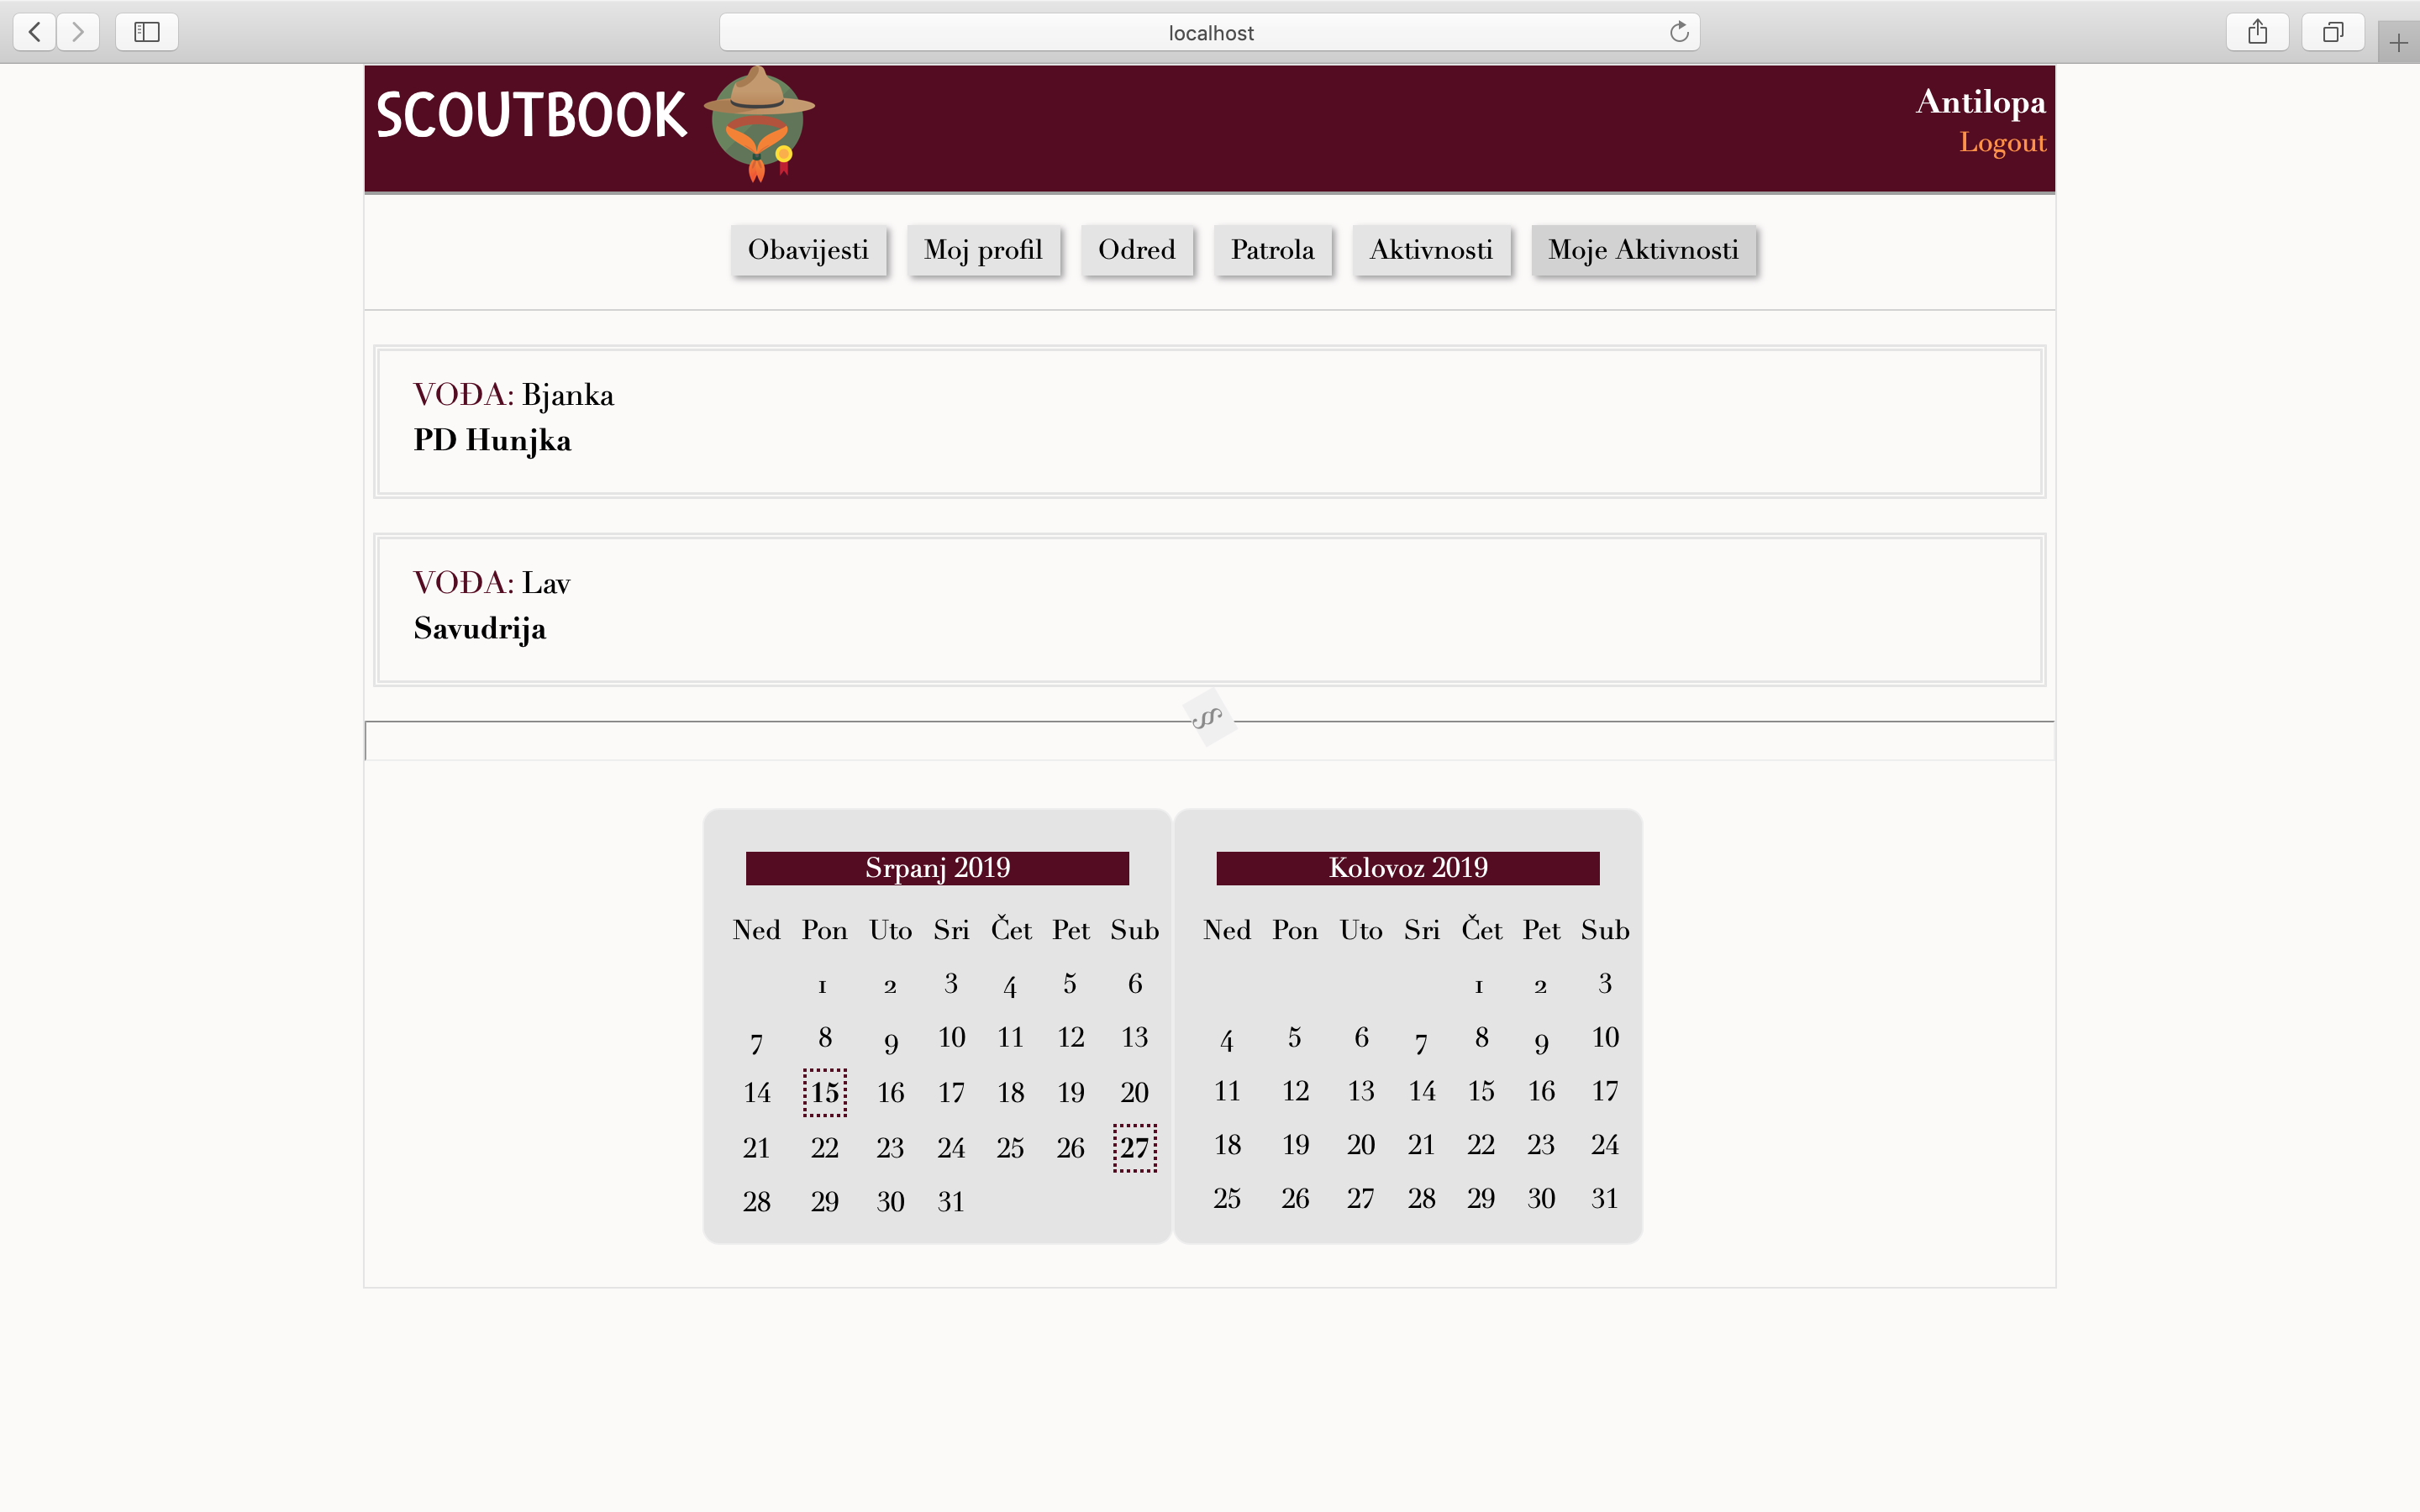 localhost
SCOUTBOOK
Antilopa
Logout
Obavijesti Moj profil Odred Patrola Aktivnosti Moje Aktivnosti
VOĐA: Bjanka
PD Hunjka
VOĐA: Lav
Savudrija
§
Srpanj 2019
Ned Pon Uto Sri Čet Pet Sub
1 2 3 4 5 6
7 8 9 10 11 12 13
14 15 16 17 18 19 20
21 22 23 24 25 26 27
28 29 30 31
Kolovoz 2019
Ned Pon Uto Sri Čet Pet Sub
1 2 3
4 5 6 7 8 9 10
11 12 13 14 15 16 17
18 19 20 21 22 23 24
25 26 27 28 29 30 31